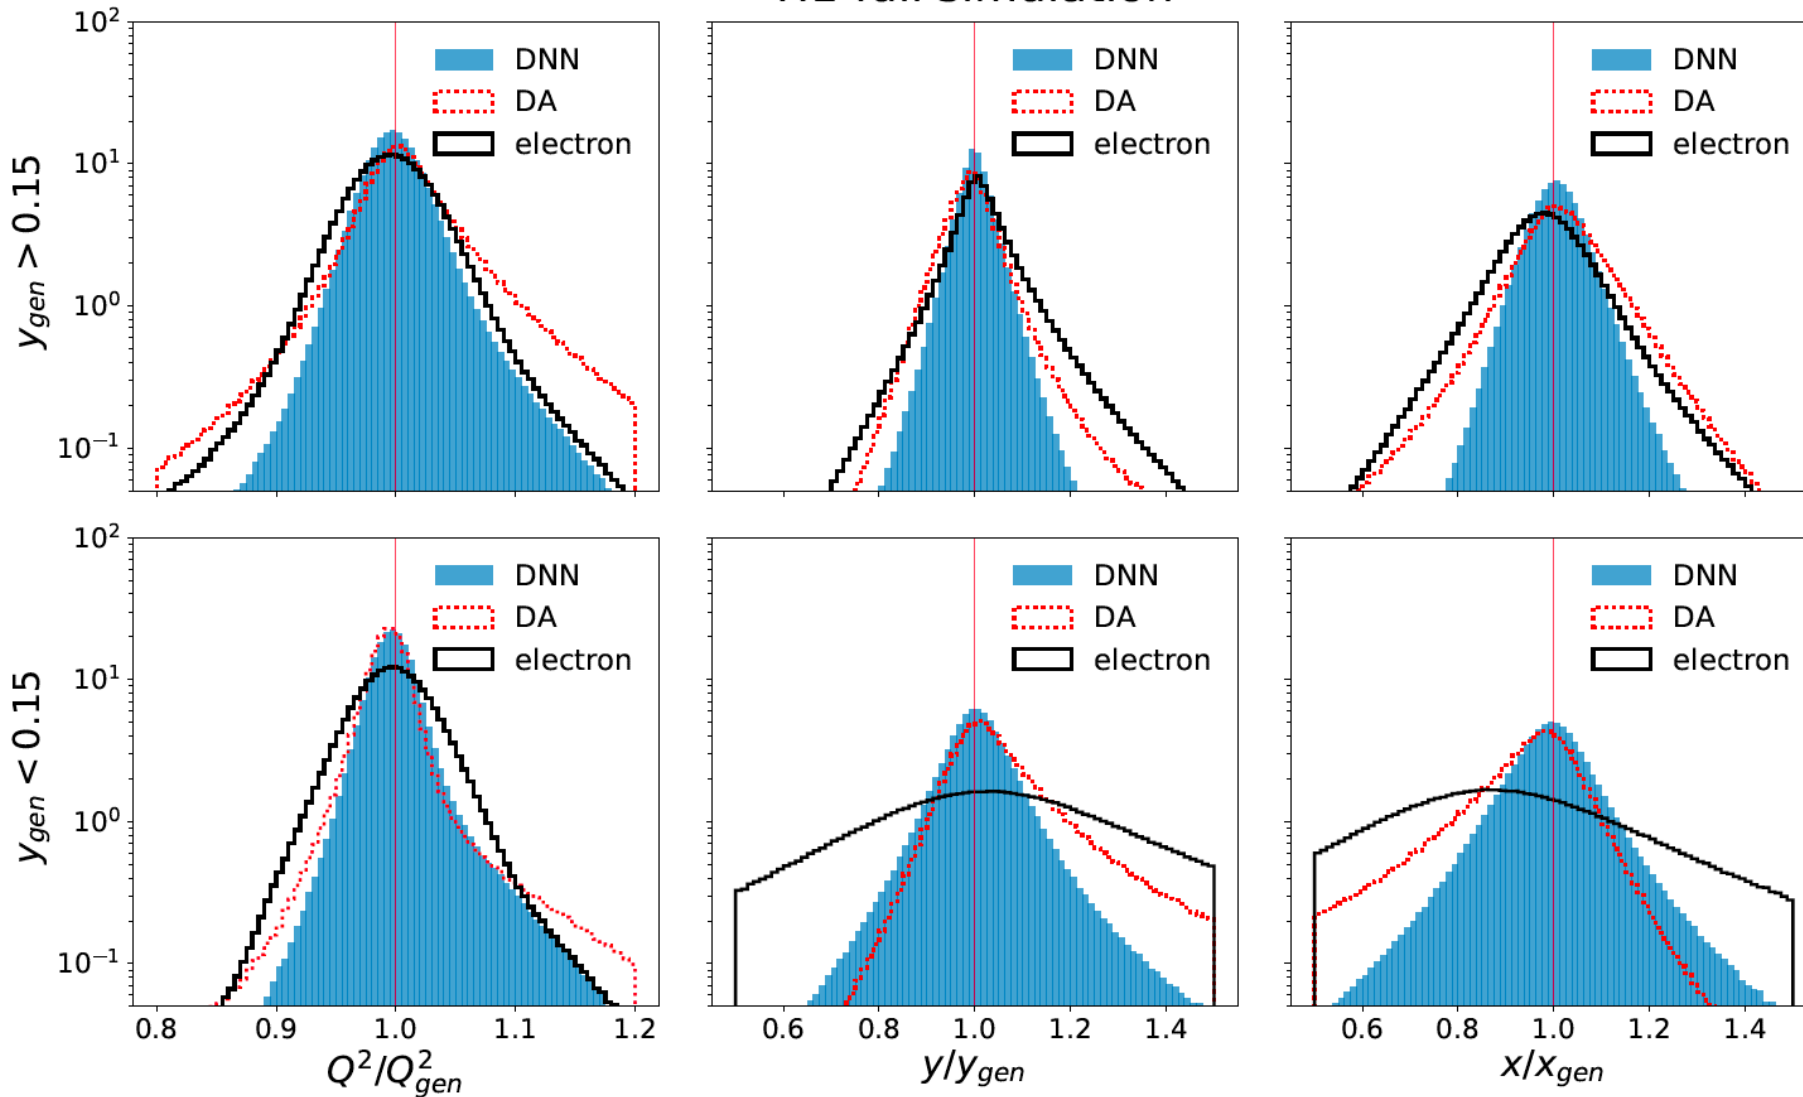 DNN
DA
electron
DNN
DA
electron
DNN
DA
electron
10²
10¹
10⁰
10⁻¹
y_gen > 0.15
DNN
DA
electron
DNN
DA
electron
DNN
DA
electron
10²
10¹
10⁰
10⁻¹
y_gen < 0.15
0.8 0.9 1.0 1.1 1.2
0.6 0.8 1.0 1.2 1.4
0.6 0.8 1.0 1.2 1.4
Q²/Q²_gen
y/y_gen
x/x_gen